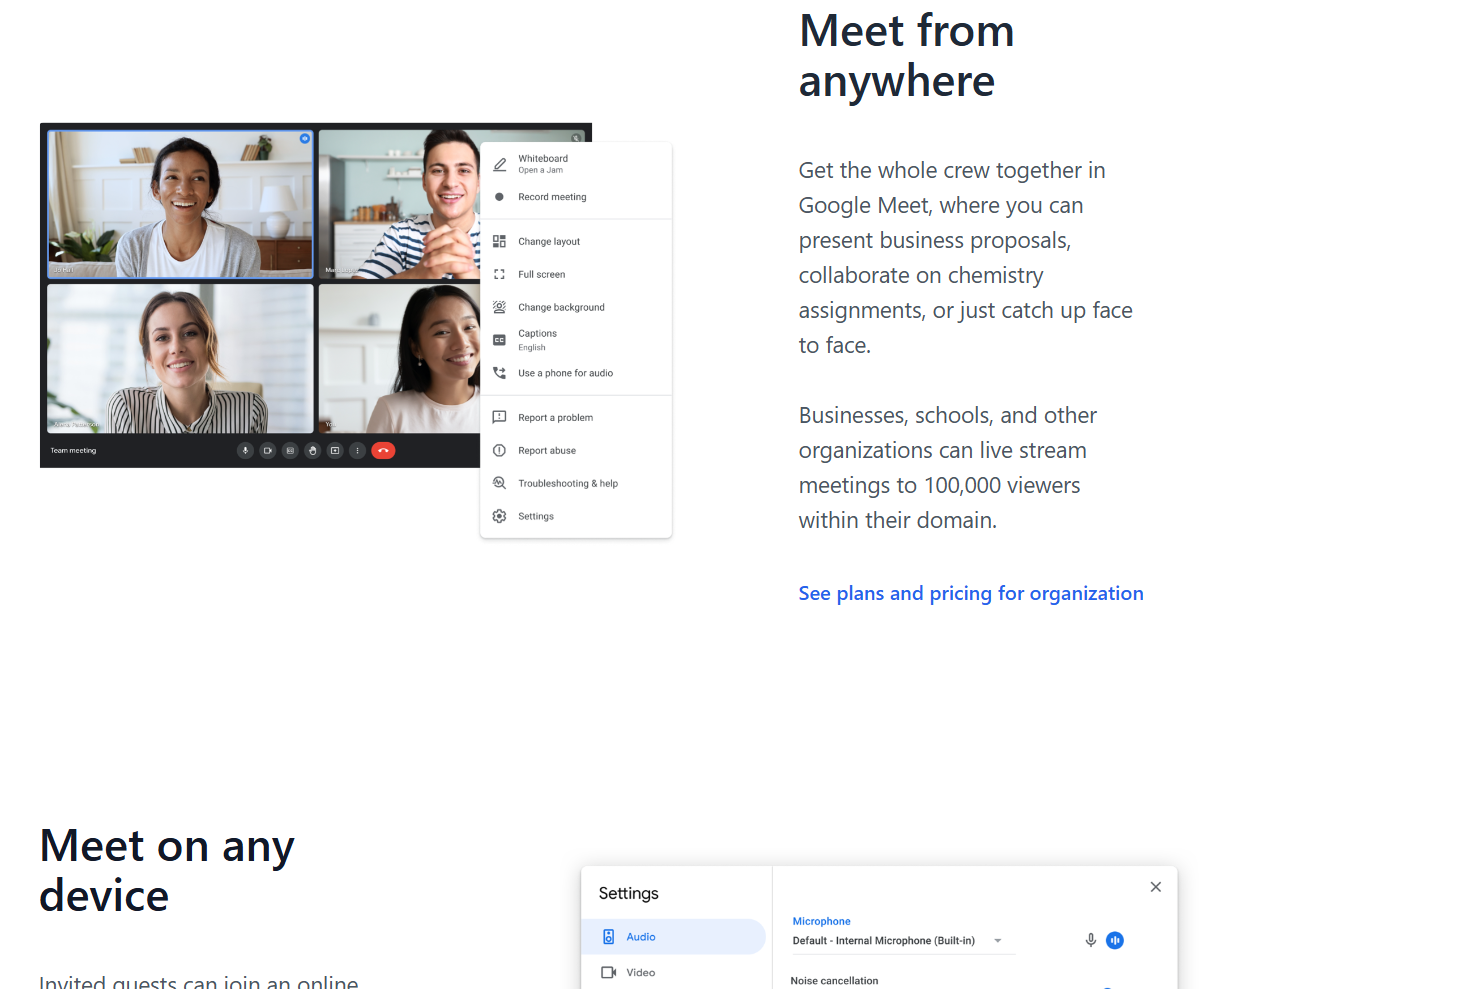 Meet from
anywhere
Get the whole crew together in
Google Meet, where you can
present business proposals,
collaborate on chemistry
assignments, or just catch up face
to face.
Businesses, schools, and other
organizations can live stream
meetings to 100,000 viewers
within their domain.
See plans and pricing for organization
Whiteboard
Open a Jam
Record meeting
Change layout
Full screen
Change background
Captions
English
Use a phone for audio
Report a problem
Report abuse
Troubleshooting & help
Settings
Team meeting
Meet on any
device
Invited guests can join an online
Settings
Audio
Video
Microphone
Default - Internal Microphone (Built-in)
Noise cancellation